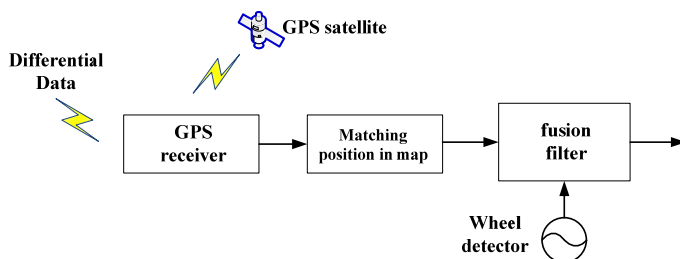 GPS satellite
Differential
Data
GPS
receiver
Matching
position in map
fusion
filter
Wheel
detector